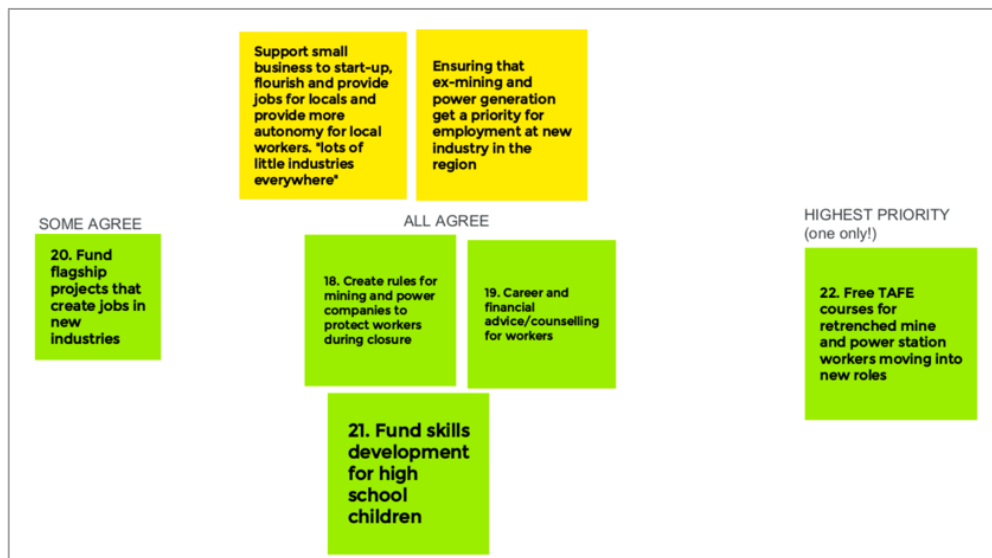 Support small
business to start-up,
flourish and provide
jobs for locals and
provide more
autonomy for local
workers. "lots of
little industries
everywhere"
Ensuring that
ex-mining and
power generation
get a priority for
employment at new
industry in the
region
SOME AGREE
ALL AGREE
HIGHEST PRIORITY
(one only!)
20. Fund
flagship
projects that
create jobs in
new
industries
18. Create rules for
mining and power
companies to
protect workers
during closure
19. Career and
financial
advice/counselling
for workers
22. Free TAFE
courses for
retrenched mine
and power station
workers moving into
new roles
21. Fund skills
development
for high
school
children